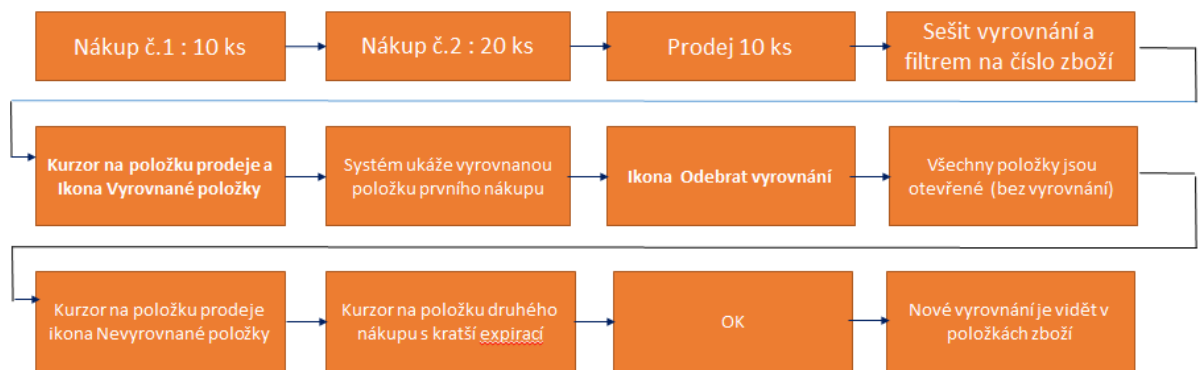 Nákup č.1 : 10 ks
Nákup č.2 : 20 ks
Prodej 10 ks
Sešit vyrovnání a
filtrem na číslo zboží
Kurzor na položku prodeje a
Ikona Vyrovnané položky
Systém ukáže vyrovnanou
položku prvního nákupu
Ikona  Odebrat vyrovnání
Všechny položky jsou
otevřené  (bez vyrovnání)
Kurzor na položku prodeje
ikona Nevyrovnané položky
Kurzor na položku druhého
nákupu s kratší expirací
OK
Nové vyrovnání je vidět v
položkách zboží